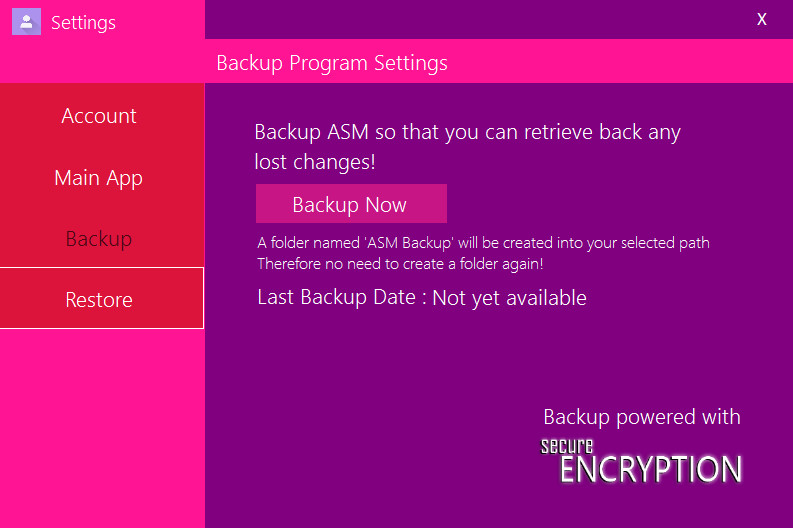 Settings
X
Backup Program Settings
Account
Main App
Backup
Restore
Backup ASM so that you can retrieve back any
lost changes!
Backup Now
A folder named 'ASM Backup' will be created into your selected path
Therefore no need to create a folder again!
Last Backup Date : Not yet available
Backup powered with
secure
ENCRYPTION